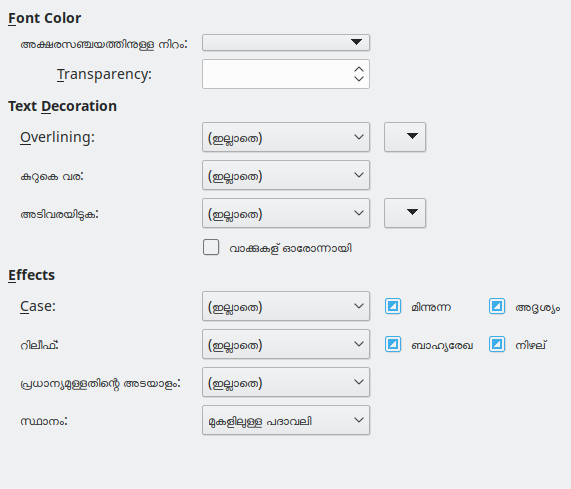 Font Color
അക്ഷരസഞ്ചയത്തിനുള്ള നിറം:
Transparency:
Text Decoration
Overlining: (ഇല്ലാതെ)
കുറുകെ വര: (ഇല്ലാതെ)
അടിവരയിടുക: (ഇല്ലാതെ)
വാക്കുകള് ഓരോന്നായി
Effects
Case: (ഇല്ലാതെ) മിന്നുന്ന അദൃശ്യം
റിലീഫ്: (ഇല്ലാതെ) ബാഹ്യരേഖ നിഴല്
പ്രധാന്യമുള്ളതിന്റെ അടയാളം: (ഇല്ലാതെ)
സ്ഥാനം: മുകളിലുള്ള പദാവലി